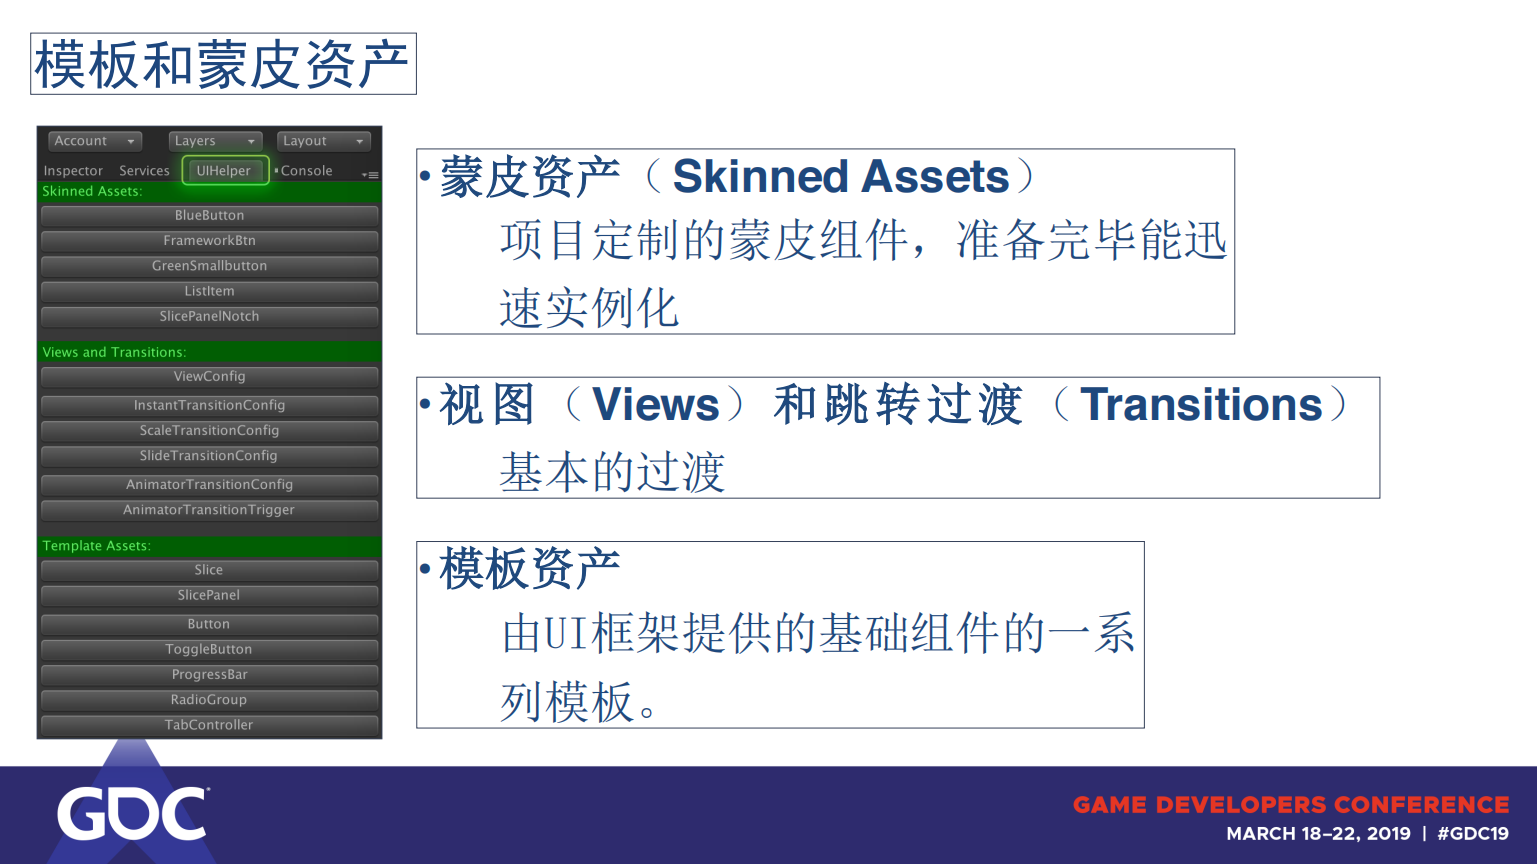 模板和蒙皮资产
Account
Layers
Layout
Inspector
Services
UIHelper
Console
Skinned Assets:
BlueButton
FrameworkBtn
GreenSmallbutton
ListItem
SlicePanelNotch
Views and Transitions:
ViewConfig
InstantTransitionConfig
ScaleTransitionConfig
SlideTransitionConfig
AnimatorTransitionConfig
AnimatorTransitionTrigger
Template Assets:
Slice
SlicePanel
Button
ToggleButton
ProgressBar
RadioGroup
TabController
•蒙皮资产（Skinned Assets）
项目定制的蒙皮组件，准备完毕能迅
速实例化
•视图（Views）和跳转过渡（Transitions）
基本的过渡
•模板资产
由UI框架提供的基础组件的一系
列模板。
GDC
GAME DEVELOPERS CONFERENCE
MARCH 18–22, 2019 | #GDC19